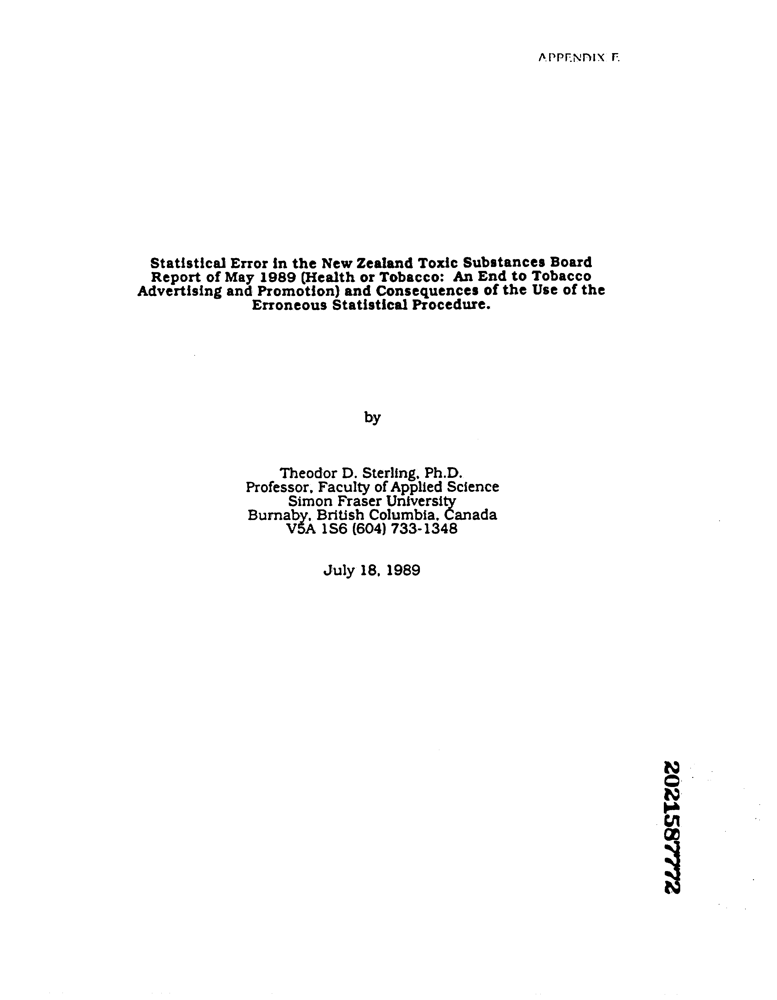 APPENDIX E
Statistical Error in the New Zealand Toxic Substances Board
Report of May 1989 (Health or Tobacco: An End to Tobacco
Advertising and Promotion) and Consequences of the Use of the
Erroneous Statistical Procedure.
by
Theodor D. Sterling, Ph.D.
Professor, Faculty of Applied Science
Simon Fraser University
Burnaby, British Columbia, Canada
V5A 1S6 (604) 733-1348
July 18, 1989
2021587772